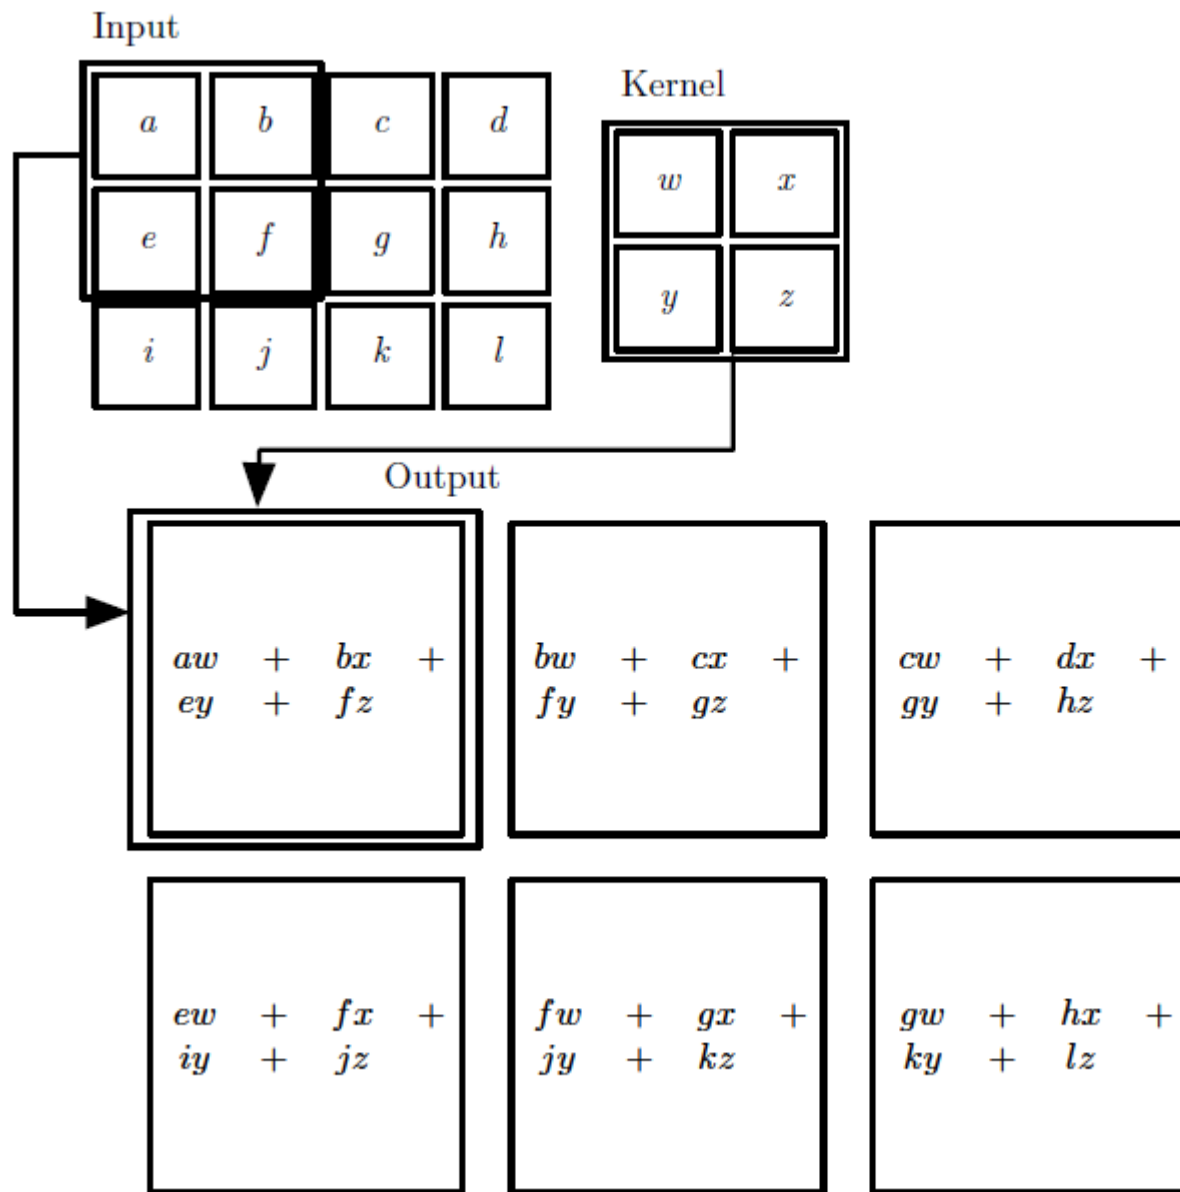 Input
a b c d
e f g h
i j k l
Kernel
w x
y z
Output
aw + bx +
ey + fz
bw + cx +
fy + gz
cw + dx +
gy + hz
ew + fx +
iy + jz
fw + gx +
jy + kz
gw + hx +
ky + lz